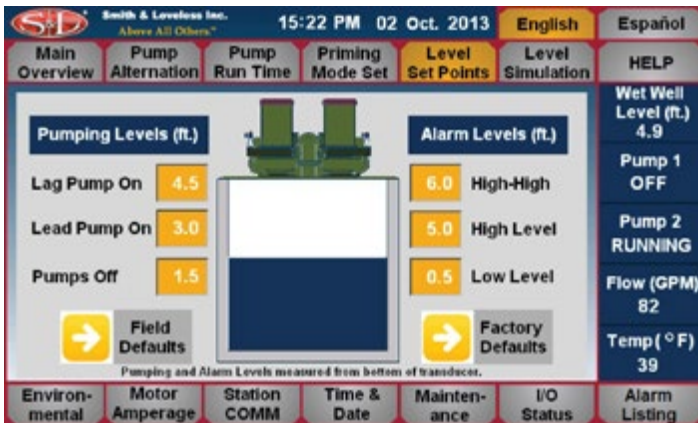 S&L
Smith & Loveless Inc.
Above All Others.™
15:22 PM 02 Oct. 2013
English
Español
Main Overview
Pump Alternation
Pump Run Time
Priming Mode Set
Level Set Points
Level Simulation
HELP
Pumping Levels (ft.)
Lag Pump On 4.5
Lead Pump On 3.0
Pumps Off 1.5
Field Defaults
Alarm Levels (ft.)
6.0 High-High
5.0 High Level
0.5 Low Level
Factory Defaults
Pumping and Alarm Levels measured from bottom of transducer.
Wet Well
Level (ft.)
4.9
Pump 1
OFF
Pump 2
RUNNING
Flow (GPM)
82
Temp(°F)
39
Environ-
mental
Motor
Amperage
Station
COMM
Time &
Date
Mainten-
ance
I/O
Status
Alarm
Listing